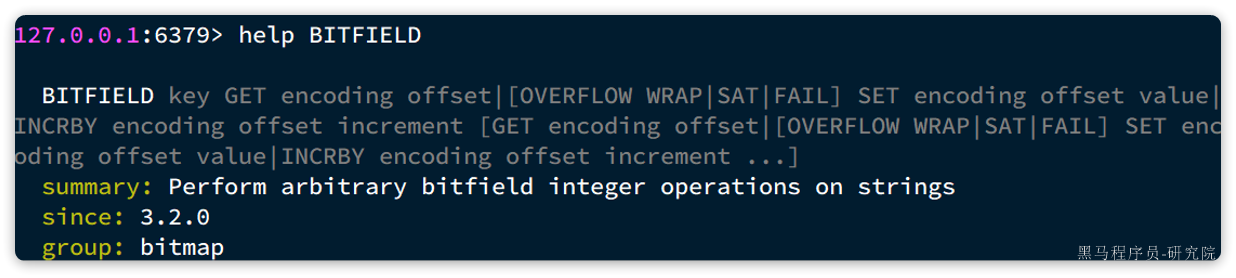 127.0.0.1:6379> help BITFIELD
BITFIELD key GET encoding offset|[OVERFLOW WRAP|SAT|FAIL] SET encoding offset value|
INCRBY encoding offset increment [GET encoding offset|[OVERFLOW WRAP|SAT|FAIL] SET enc
oding offset value|INCRBY encoding offset increment ...]
summary: Perform arbitrary bitfield integer operations on strings
since: 3.2.0
group: bitmap
黑马程序员-研究院